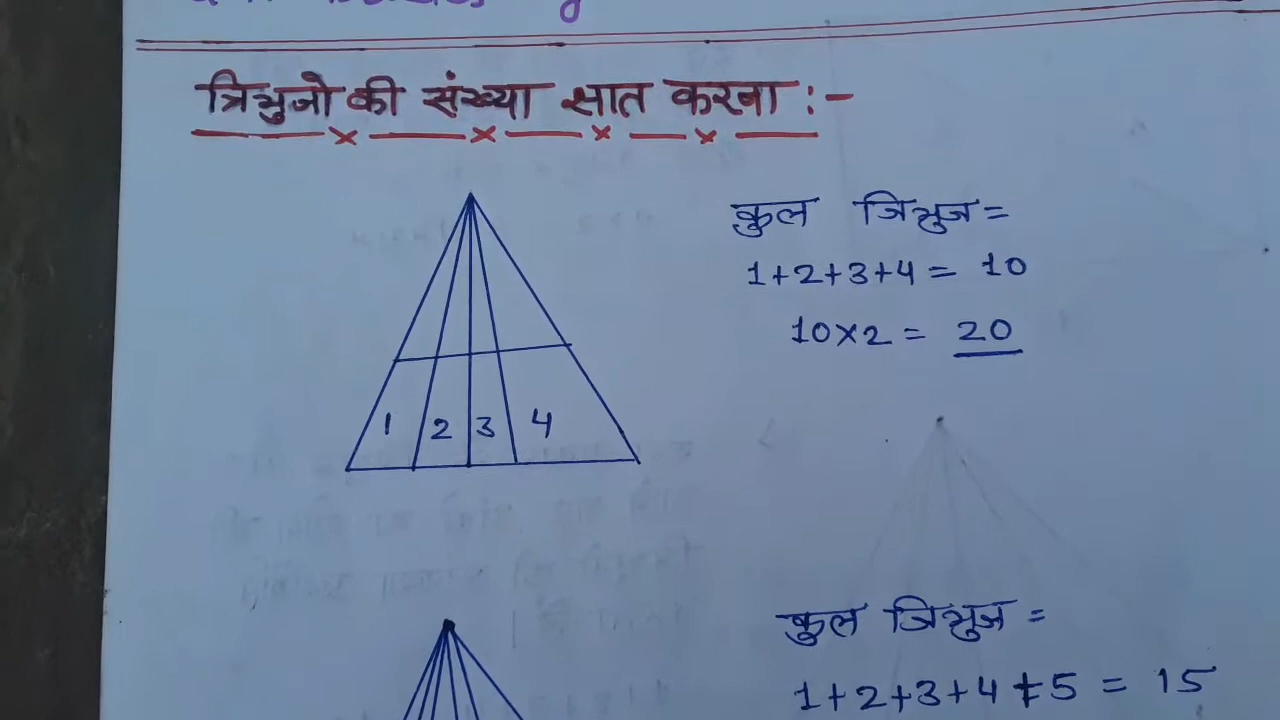 त्रिभुजो की संख्या सात करना :-
कुल त्रिभुज =
1+2+3+4 = 10
10×2 = 20
1 2 3 4
कुल त्रिभुज =
1+2+3+4+5 = 15